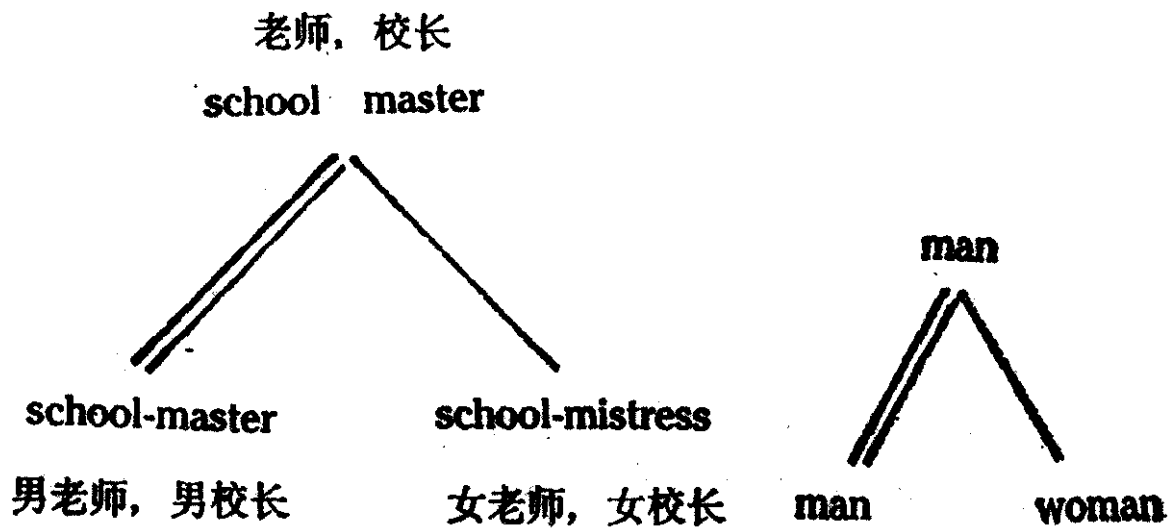 老师，校长
school master
man
school-master school-mistress
男老师，男校长 女老师，女校长 man woman